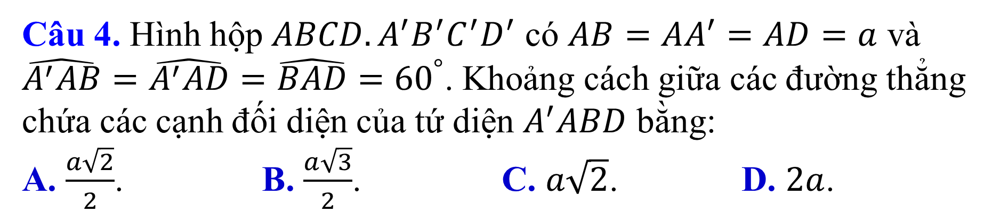 Câu 4. Hình hộp ABCD.A′B′C′D′ có AB = AA′ = AD = a và
$\widehat{A'AB} = \widehat{A'AD} = \widehat{BAD} = 60^\circ$. Khoảng cách giữa các đường thẳng
chứa các cạnh đối diện của tứ diện A′ABD bằng:
A. $\frac{a\sqrt{2}}{2}$. B. $\frac{a\sqrt{3}}{2}$. C. $a\sqrt{2}$. D. 2a.